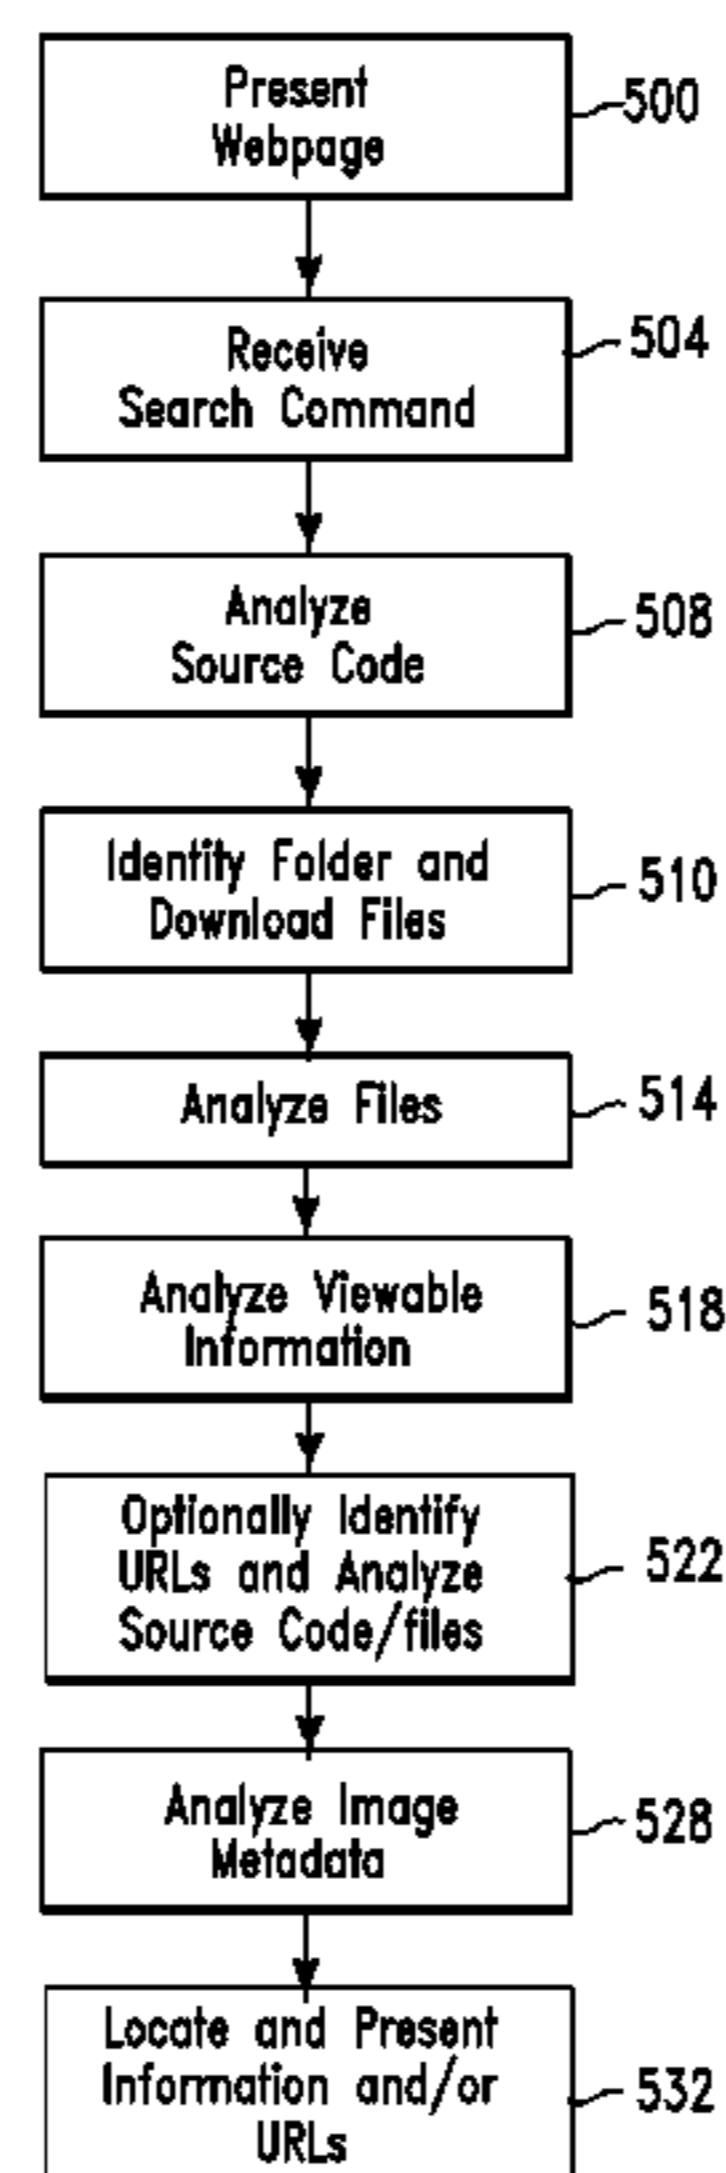 Present
Webpage
500
Receive
Search Command
504
Analyze
Source Code
508
Identify Folder and
Download Files
510
Analyze Files
514
Analyze Viewable
Information
518
Optionally Identify
URLs and Analyze
Source Code/files
522
Analyze Image
Metadata
528
Locate and Present
Information and/or
URLs
532